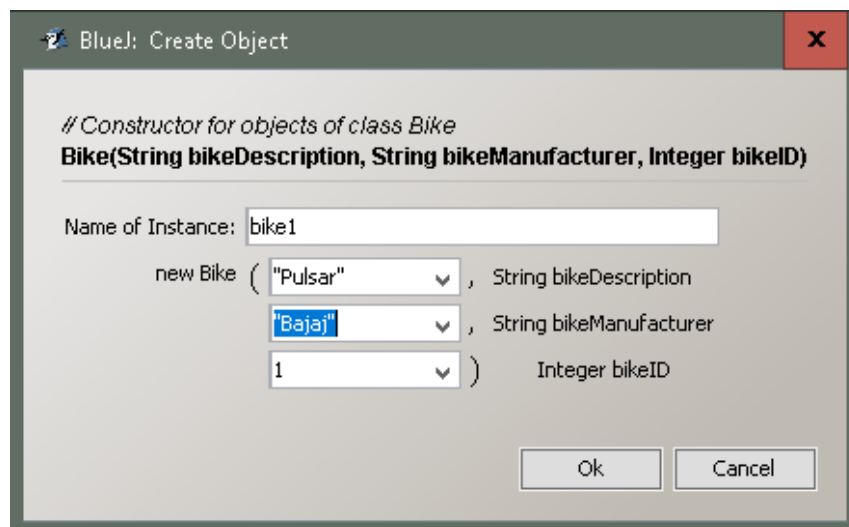 BlueJ: Create Object
// Constructor for objects of class Bike
Bike(String bikeDescription, String bikeManufacturer, Integer bikeID)
Name of Instance: bike1
new Bike ( "Pulsar" , String bikeDescription
"Bajaj" , String bikeManufacturer
1 ) Integer bikeID
Ok Cancel